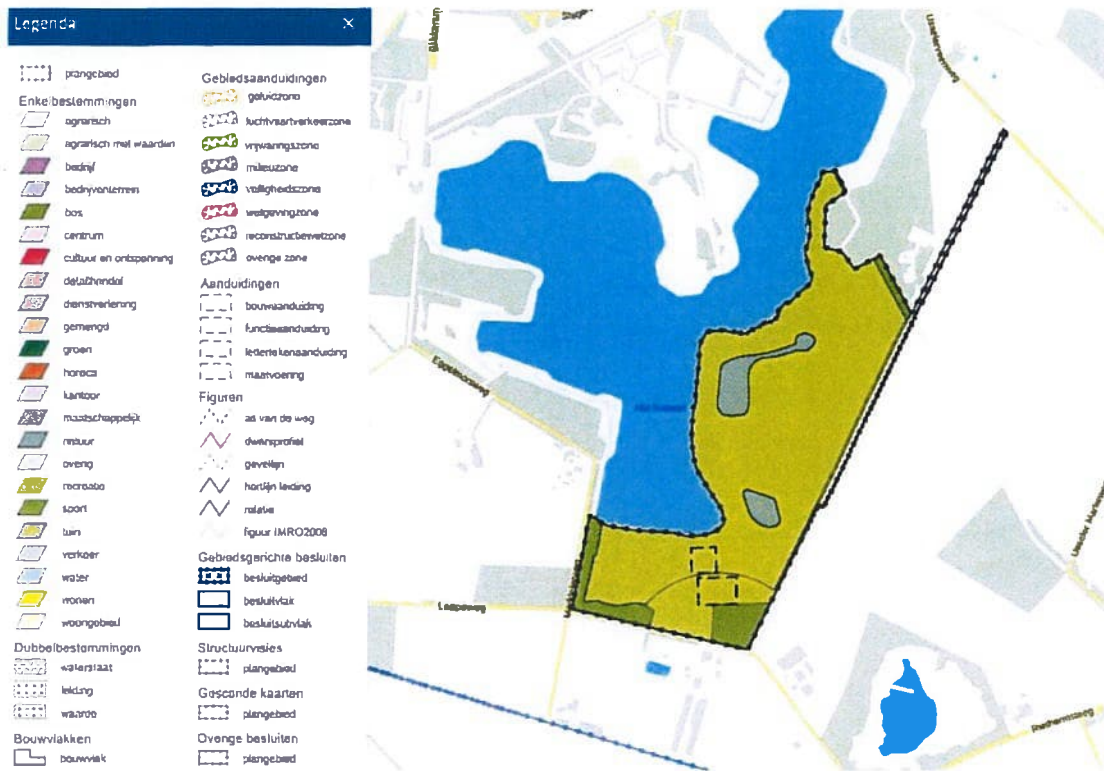 Legenda
plangebied
Enkelbestemmingen
agrarisch
agrarisch met waarden
bedrijf
bedrijventerrein
bos
centrum
cultuur en ontspanning
detailhandel
dienstverlening
gemengd
groen
horeca
kantoor
maatschappelijk
natuur
overig
recreatie
sport
tuin
verkeer
water
wonen
woongebied
Dubbelbestemmingen
waterstaat
leiding
waarde
Bouwvlakken
bouwvlak
Gebiedsaanduidingen
geluidzone
luchtvaartverkeerzone
vrijwaringszone
milieuzone
veiligheidszone
wetgevingzone
reconstructiewetzone
overige zone
Aanduidingen
bouwaanduiding
functieaanduiding
lettertekenaanduiding
maatvoering
Figuren
as van de weg
dwarsprofiel
gevellijn
hartlijn leiding
relatie
figuur IMRO2008
Gebiedsgerichte besluiten
besluitgebied
besluitvlak
besluitsubvlak
Structuurvisies
plangebied
Gescande kaarten
plangebied
Overige besluiten
plangebied